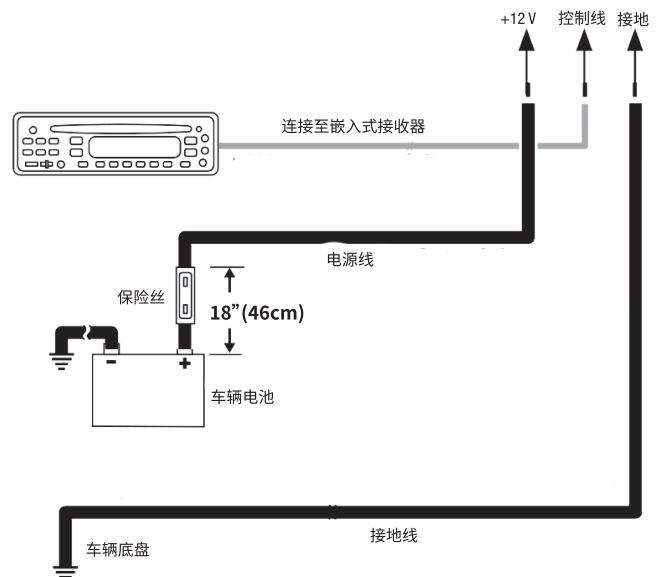 +12V 控制线 接地
连接至嵌入式接收器
电源线
保险丝
18”(46cm)
- +
车辆电池
接地线
车辆底盘